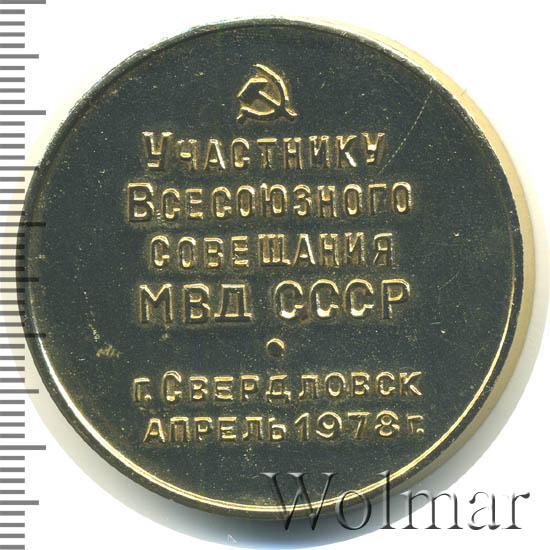 Участнику
Всесоюзного
совещания
МВД СССР
•
г. Свердловск
апрель 1978 г.
Wolmar